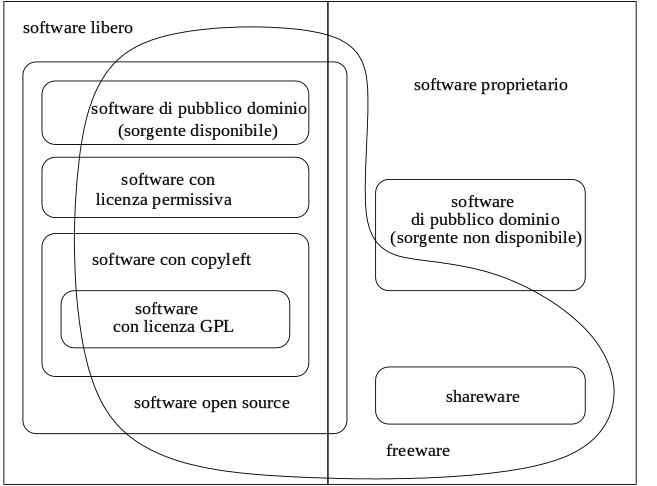 software libero
software di pubblico dominio
(sorgente disponibile)
software con
licenza permissiva
software con copyleft
software
con licenza GPL
software open source
software proprietario
software
di pubblico dominio
(sorgente non disponibile)
shareware
freeware